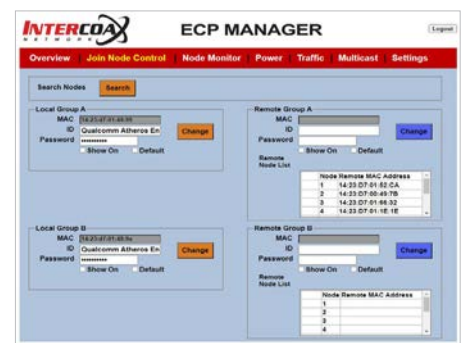 INTERCOAX
NETWORK
ECP MANAGER
Logout
Overview Join Node Control Node Monitor Power Traffic Multicast Settings
Search Nodes Search
Local Group A
MAC
ID Qualcomm Atheros En
Password ••••••••••
Change
Show On Default
Remote Group A
MAC
ID
Password
Change
Show On Default
Remote
Node List
Node Remote MAC Address
1 14:23:D7:01:52:CA
2 14:23:D7:00:49:7B
3 14:23:D7:01:66:32
4 14:23:D7:01:1E:1E
Local Group B
MAC
ID Qualcomm Atheros En
Password ••••••••••
Change
Show On Default
Remote Group B
MAC
ID
Password
Change
Show On Default
Remote
Node List
Node Remote MAC Address
1
2
3
4